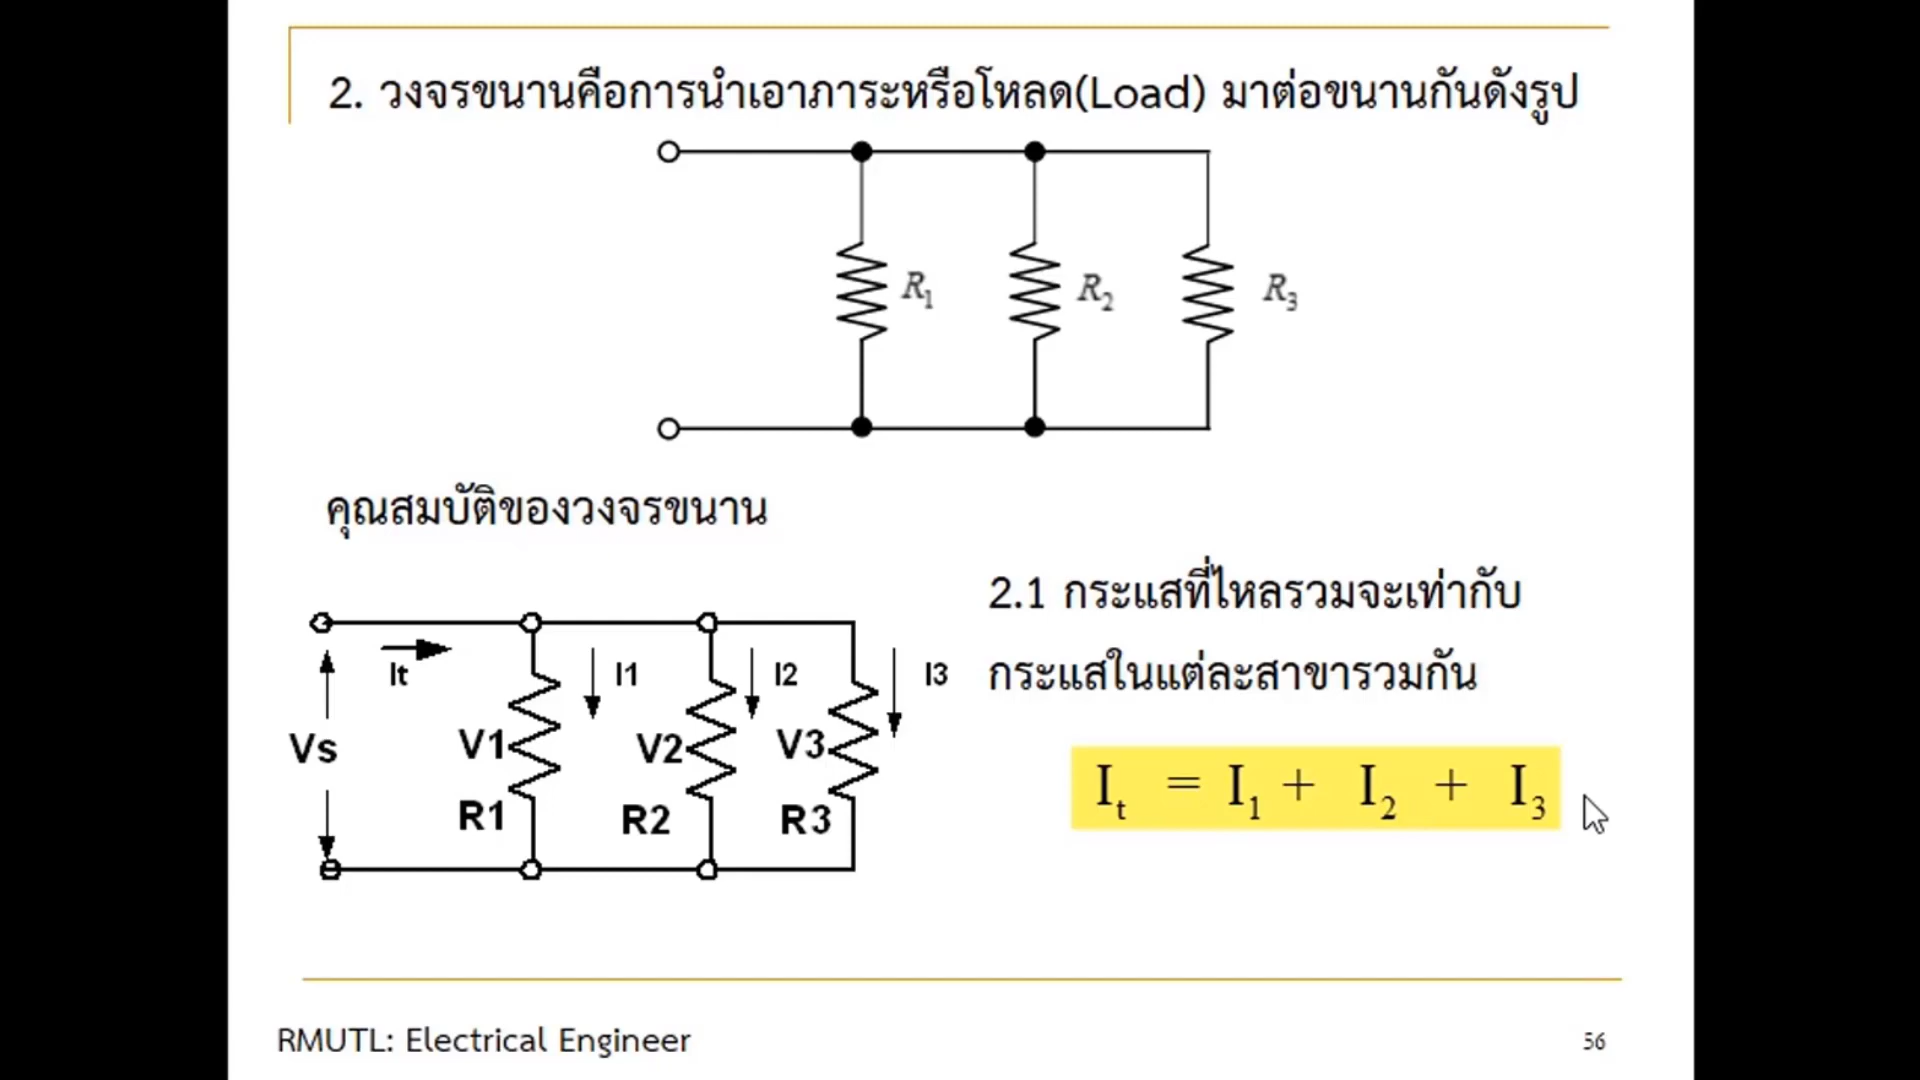 2. วงจรขนานคือการนำเอาภาระหรือโหลด(Load) มาต่อขนานกันดังรูป
R1 R2 R3
คุณสมบัติของวงจรขนาน
2.1 กระแสที่ไหลรวมจะเท่ากับ
กระแสในแต่ละสาขารวมกัน
It I1 I2 I3
Vs V1 V2 V3
R1 R2 R3
It = I1 + I2 + I3
RMUTL: Electrical Engineer
56